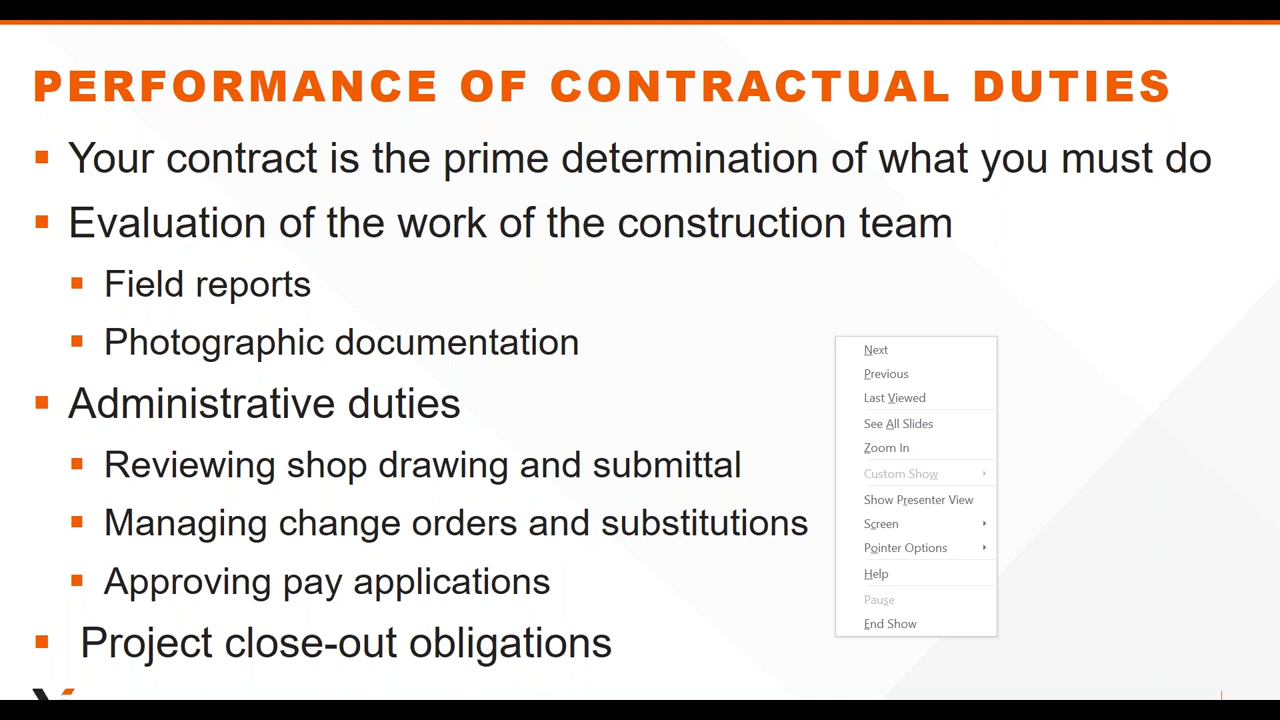 PERFORMANCE OF CONTRACTUAL DUTIES
Your contract is the prime determination of what you must do
Evaluation of the work of the construction team
Field reports
Photographic documentation
Administrative duties
Reviewing shop drawing and submittal
Managing change orders and substitutions
Approving pay applications
Project close-out obligations
Next
Previous
Last Viewed
See All Slides
Zoom In
Custom Show
Show Presenter View
Screen
Pointer Options
Help
Pause
End Show